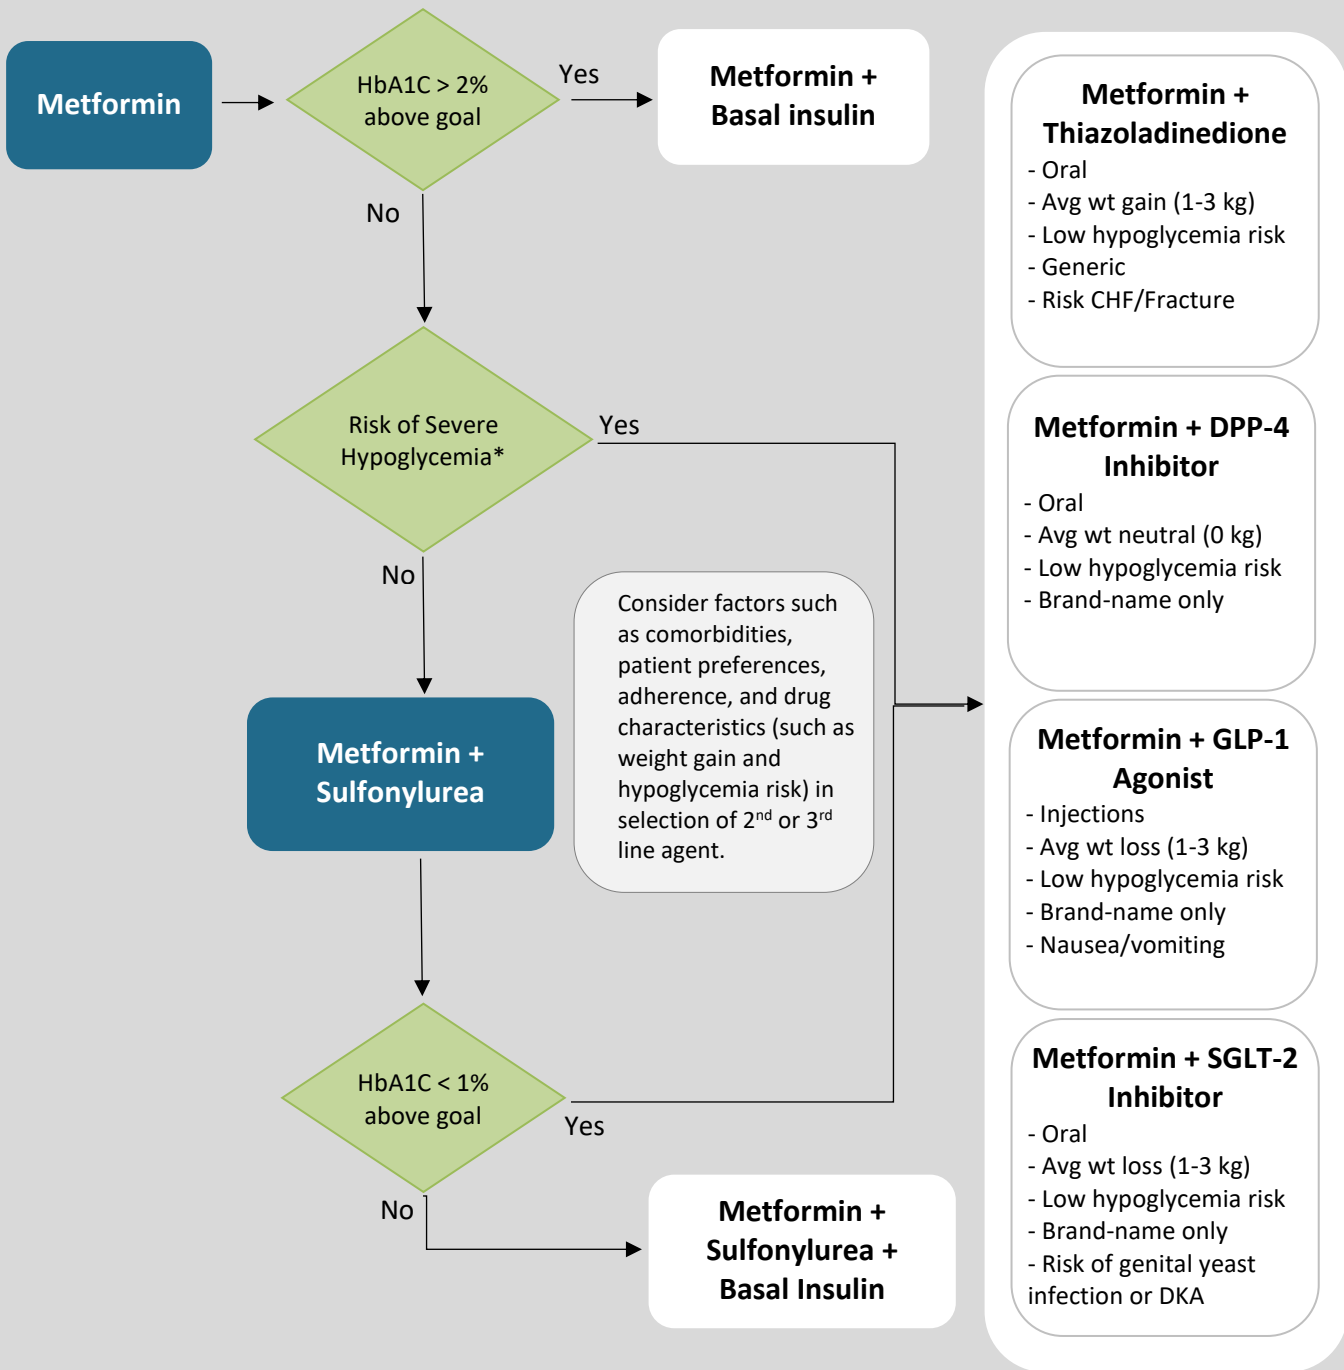 Metformin
HbA1C > 2%
above goal
Yes
Metformin +
Basal insulin
No
Risk of Severe
Hypoglycemia*
Yes
No
Consider factors such
as comorbidities,
patient preferences,
adherence, and drug
characteristics (such as
weight gain and
hypoglycemia risk) in
selection of 2nd or 3rd
line agent.
Metformin +
Sulfonylurea
HbA1C < 1%
above goal
Yes
No
Metformin +
Sulfonylurea +
Basal Insulin
Metformin +
Thiazoladinedione
- Oral
- Avg wt gain (1-3 kg)
- Low hypoglycemia risk
- Generic
- Risk CHF/Fracture
Metformin + DPP-4
Inhibitor
- Oral
- Avg wt neutral (0 kg)
- Low hypoglycemia risk
- Brand-name only
Metformin + GLP-1
Agonist
- Injections
- Avg wt loss (1-3 kg)
- Low hypoglycemia risk
- Brand-name only
- Nausea/vomiting
Metformin + SGLT-2
Inhibitor
- Oral
- Avg wt loss (1-3 kg)
- Low hypoglycemia risk
- Brand-name only
- Risk of genital yeast
infection or DKA